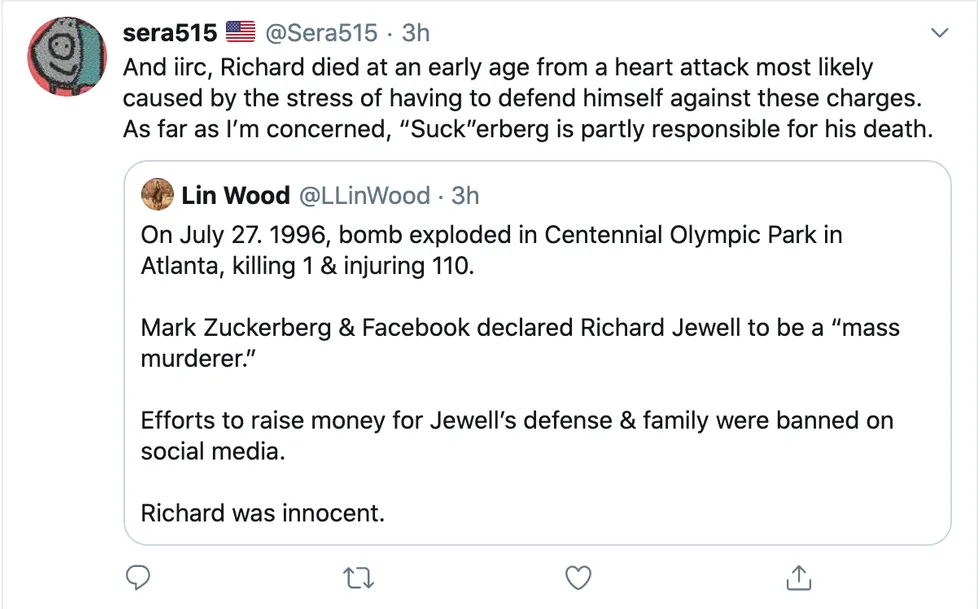 sera515 🇺🇸 @Sera515 · 3h
And iirc, Richard died at an early age from a heart attack most likely
caused by the stress of having to defend himself against these charges.
As far as I’m concerned, “Suck”erberg is partly responsible for his death.
Lin Wood @LLinWood · 3h
On July 27. 1996, bomb exploded in Centennial Olympic Park in
Atlanta, killing 1 & injuring 110.
Mark Zuckerberg & Facebook declared Richard Jewell to be a “mass
murderer.”
Efforts to raise money for Jewell’s defense & family were banned on
social media.
Richard was innocent.